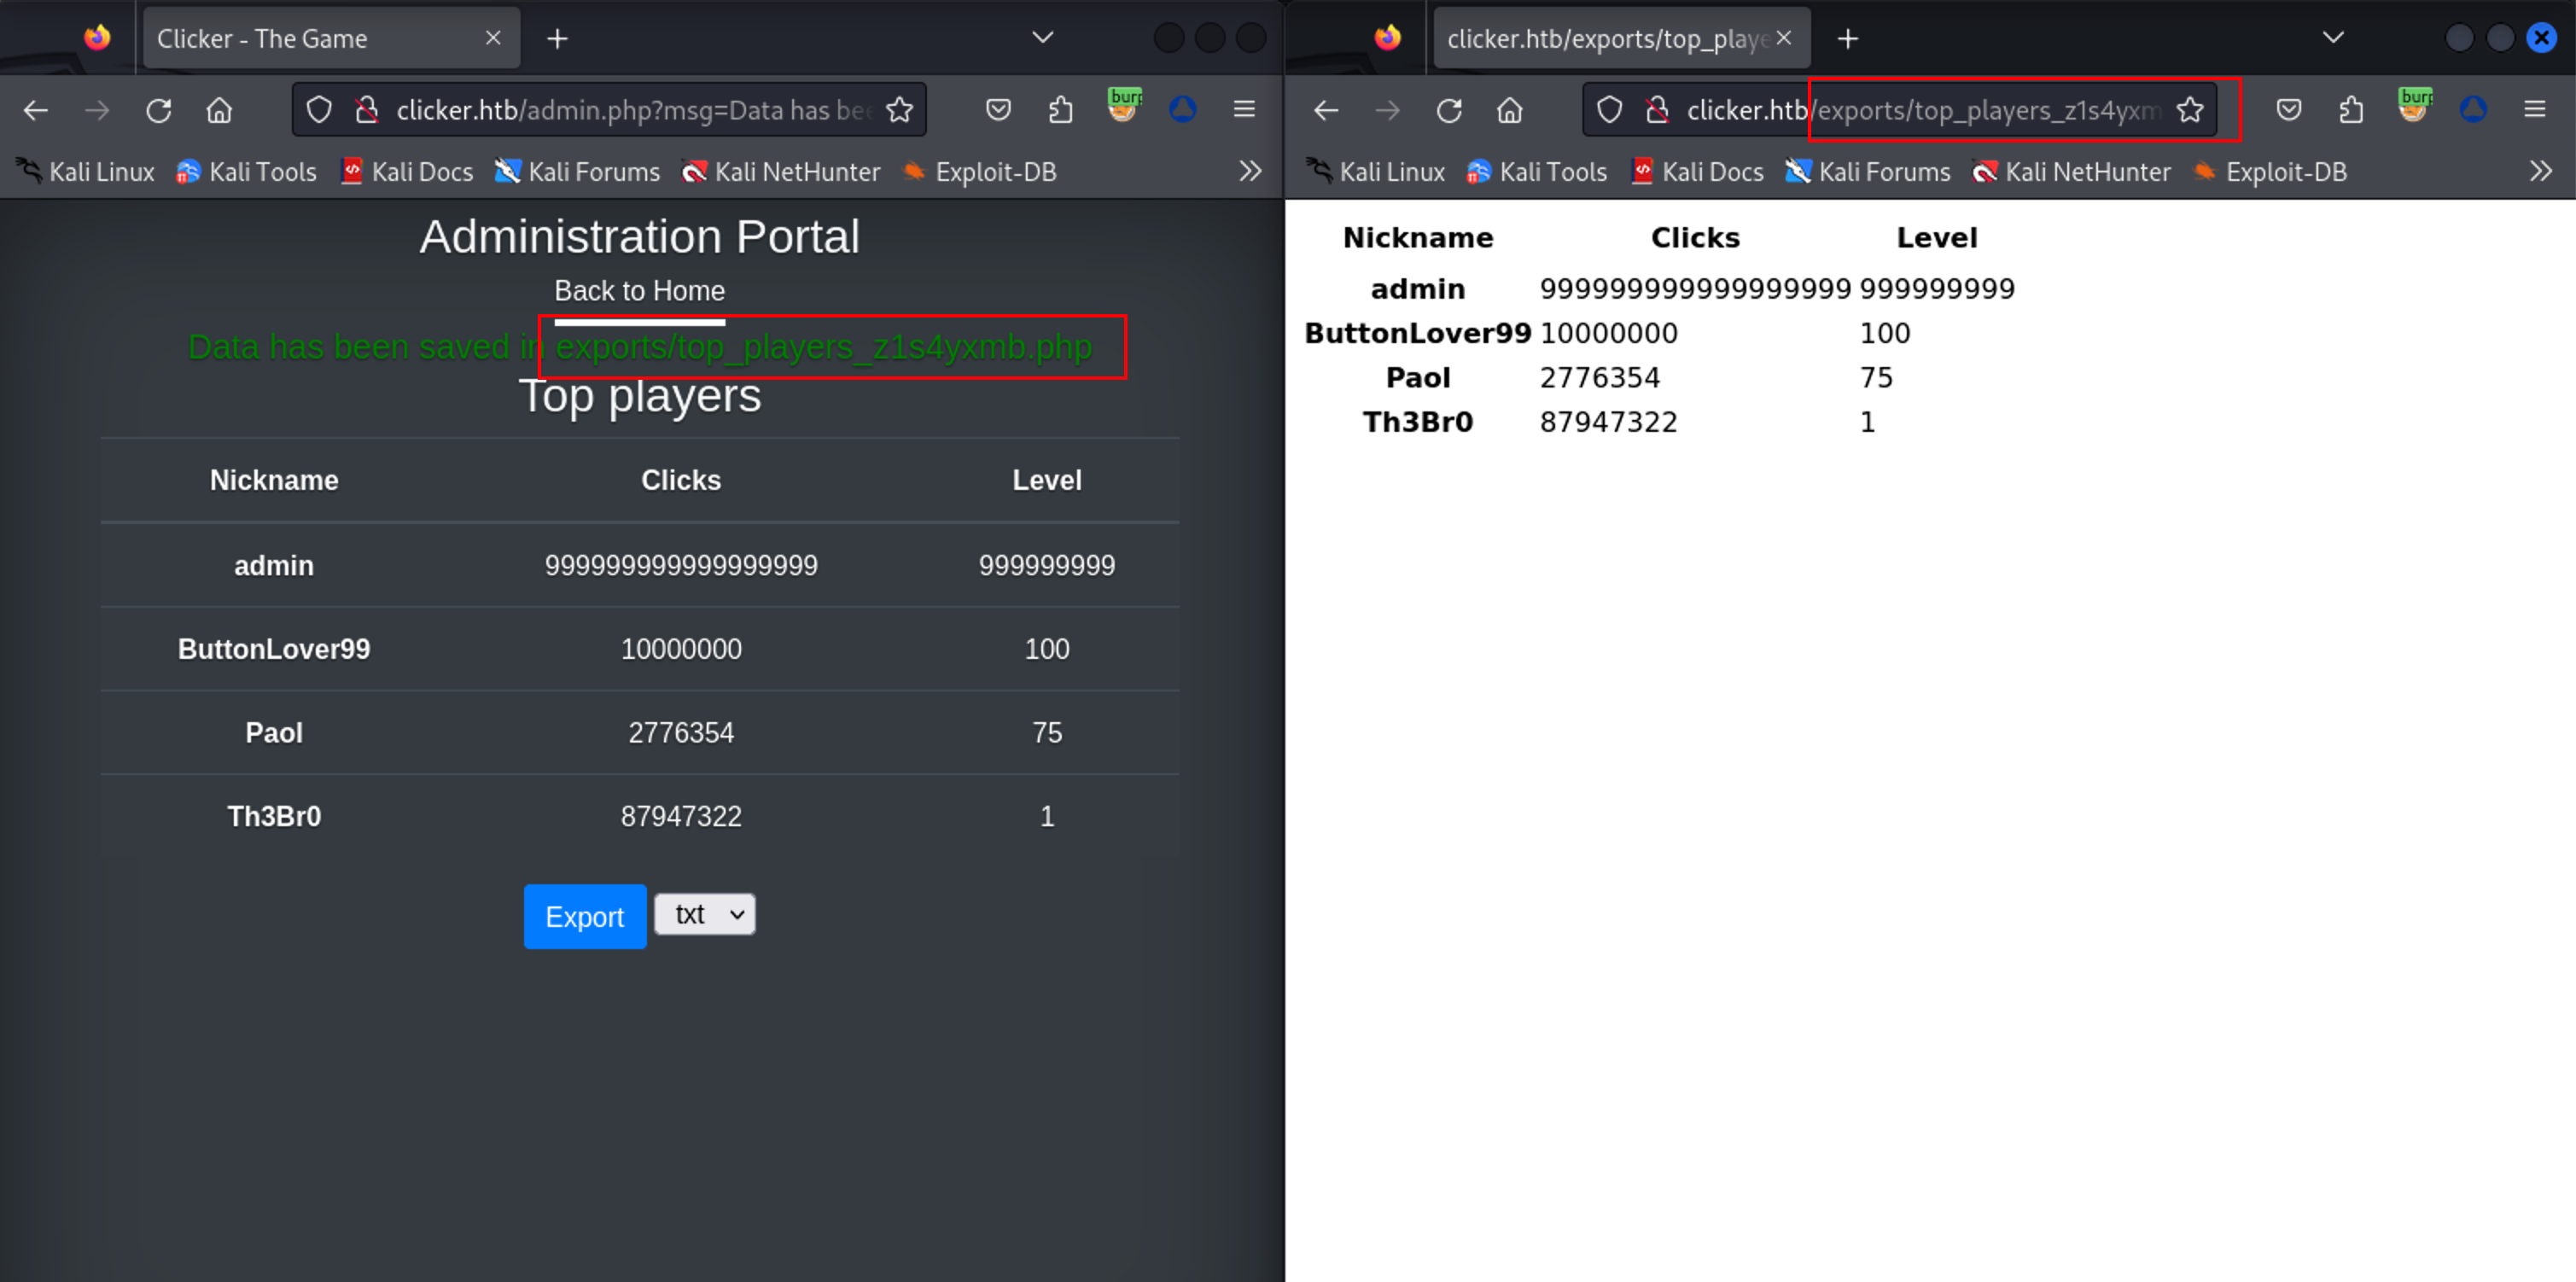 Clicker - The Game
clicker.htb/admin.php?msg=Data has bee
burp
Kali Linux Kali Tools Kali Docs Kali Forums Kali NetHunter Exploit-DB
Administration Portal
Back to Home
Data has been saved in exports/top_players_z1s4yxmb.php
Top players
Nickname Clicks Level
admin 999999999999999999 999999999
ButtonLover99 10000000 100
Paol 2776354 75
Th3Br0 87947322 1
Export txt
clicker.htb/exports/top_playe
clicker.htb/exports/top_players_z1s4yxm
burp
Kali Linux Kali Tools Kali Docs Kali Forums Kali NetHunter Exploit-DB
Nickname Clicks Level
admin 999999999999999999 999999999
ButtonLover99 10000000 100
Paol 2776354 75
Th3Br0 87947322 1